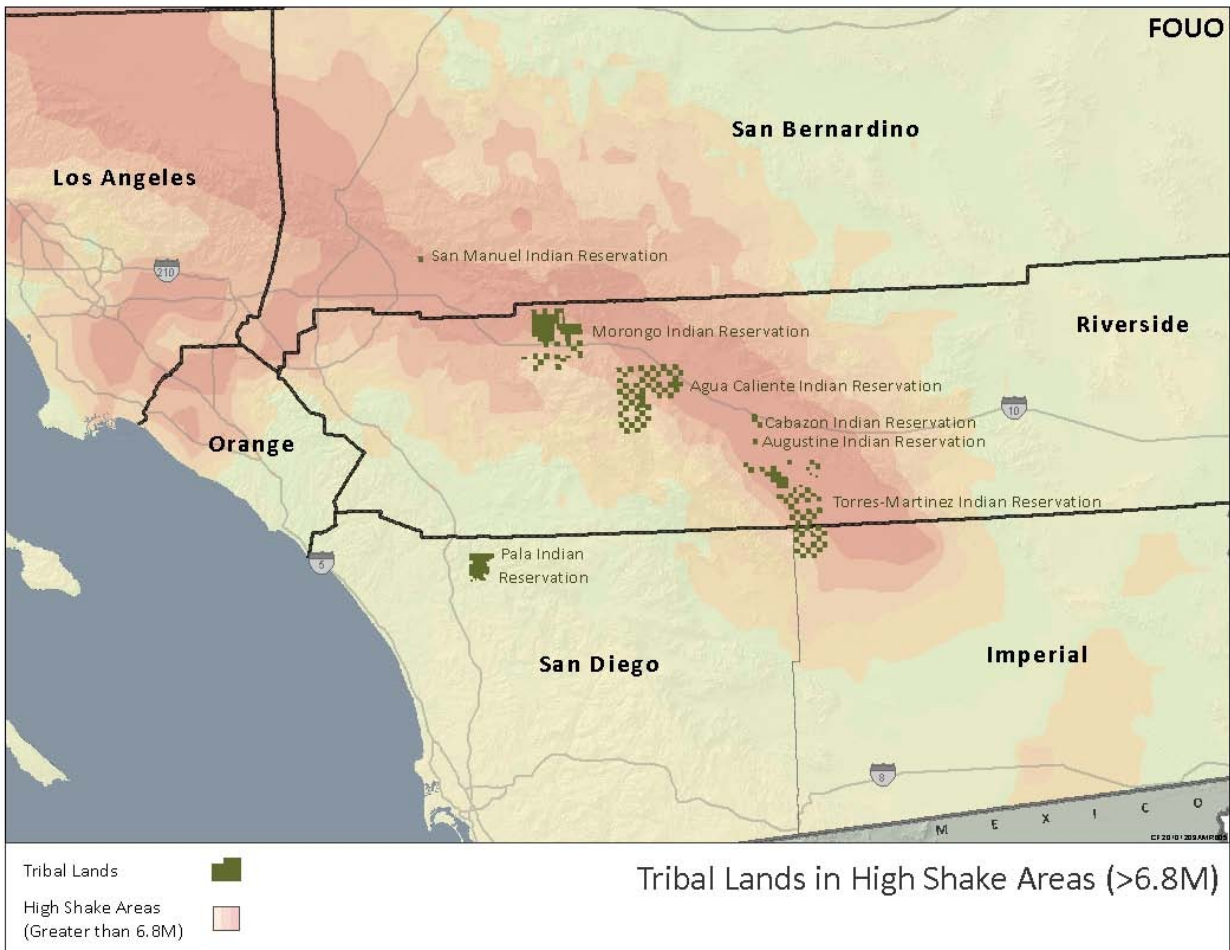 FOUO
San Bernardino
Los Angeles
San Manuel Indian Reservation
210
Riverside
Morongo Indian Reservation
Agua Caliente Indian Reservation
10
Cabazon Indian Reservation
Orange
Augustine Indian Reservation
Torres-Martinez Indian Reservation
Pala Indian
Reservation
5
San Diego
Imperial
8
MEXICO
Tribal Lands
Tribal Lands in High Shake Areas (>6.8M)
High Shake Areas
(Greater than 6.8M)